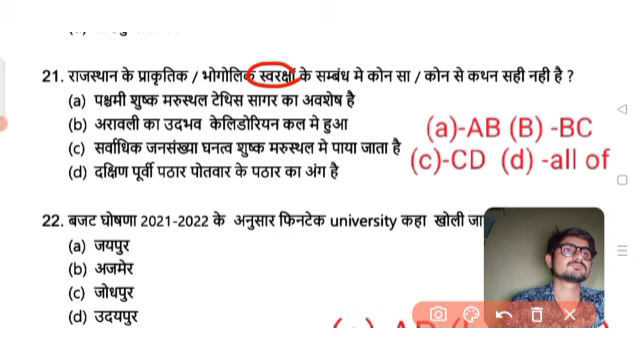 21. राजस्थान के प्राकृतिक / भोगोलिक स्वरक्षों के सम्बंध मे कोन सा / कोन से कथन सही नही है ?
(a) पश्चमी शुष्क मरुस्थल टेथिस सागर का अवशेष है
(b) अरावली का उदभव केलिडोरियन कल मे हुआ
(a)-AB (B) -BC
(c) सर्वाधिक जनसंख्या घनत्व शुष्क मरुस्थल मे पाया जाता है
(c)-CD (d) -all of
(d) दक्षिण पूर्वी पठार पोतवार के पठार का अंग है
22. बजट घोषणा 2021-2022 के अनुसार फिनटेक university कहा खोली जा
(a) जयपुर
(b) अजमेर
(c) जोधपुर
(d) उदयपुर